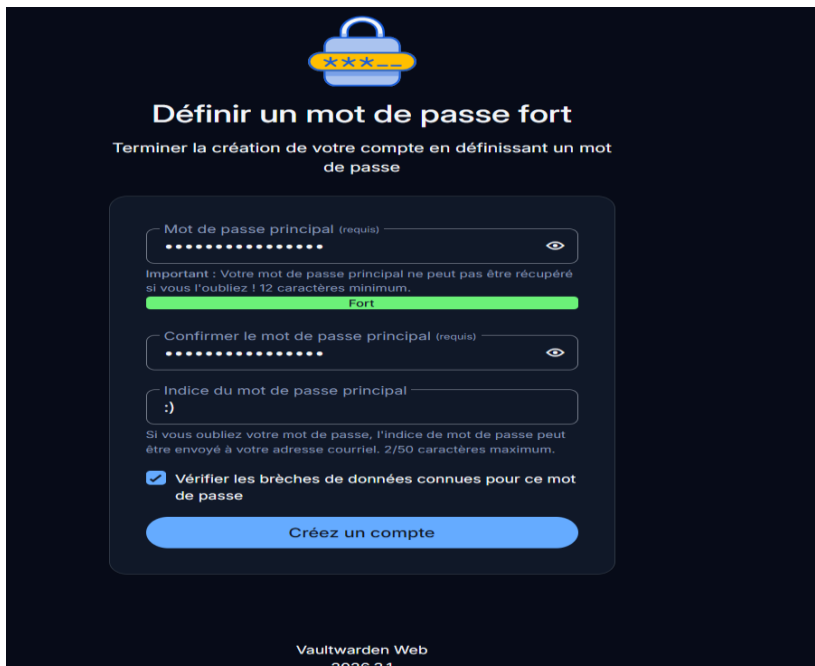 ***__
Définir un mot de passe fort
Terminer la création de votre compte en définissant un mot
de passe
Mot de passe principal (requis)
••••••••••••••••
Important : Votre mot de passe principal ne peut pas être récupéré
si vous l'oubliez ! 12 caractères minimum.
Fort
Confirmer le mot de passe principal (requis)
••••••••••••••••
Indice du mot de passe principal
:)
Si vous oubliez votre mot de passe, l'indice de mot de passe peut
être envoyé à votre adresse courriel. 2/50 caractères maximum.
Vérifier les brèches de données connues pour ce mot
de passe
Créez un compte
Vaultwarden Web